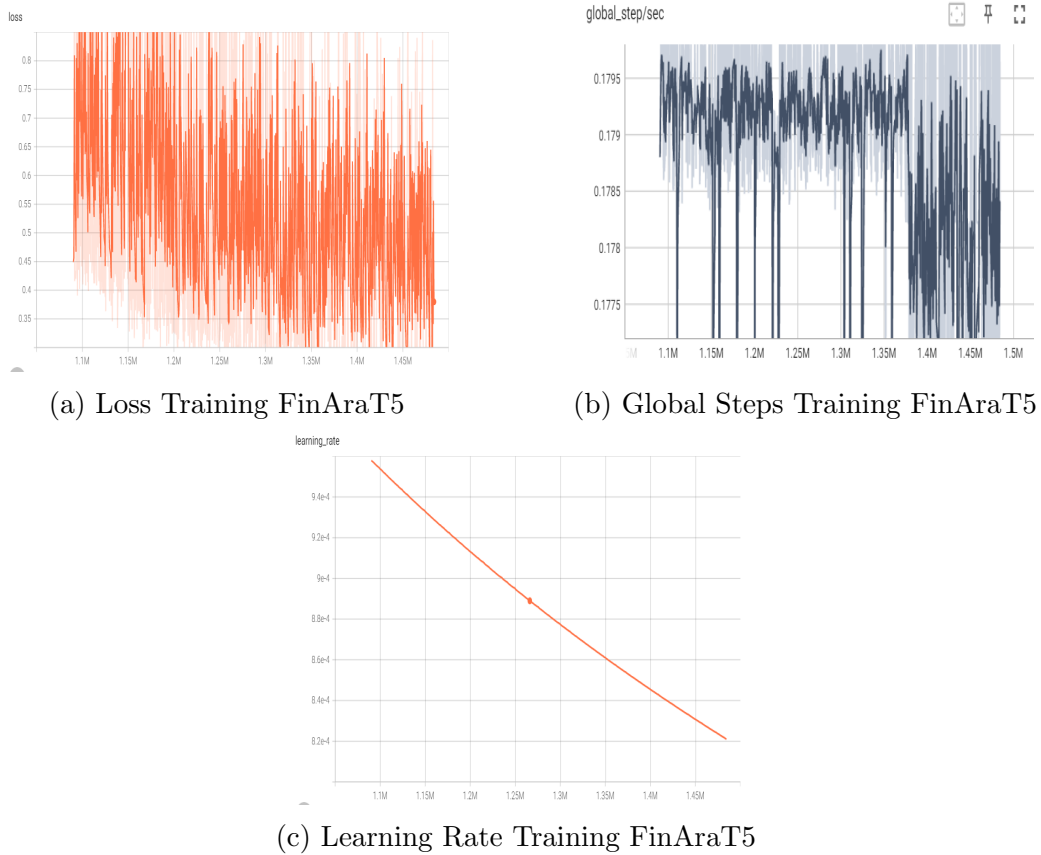 loss
0.8
0.75
0.7
0.65
0.6
0.55
0.5
0.45
0.4
0.35
1.1M 1.15M 1.2M 1.25M 1.3M 1.35M 1.4M 1.45M
(a) Loss Training FinAraT5
global_step/sec
0.1795
0.179
0.1785
0.178
0.1775
1.1M 1.15M 1.2M 1.25M 1.3M 1.35M 1.4M 1.45M 1.5M
(b) Global Steps Training FinAraT5
learning_rate
9.4e-4
9.2e-4
9e-4
8.8e-4
8.6e-4
8.4e-4
8.2e-4
1.1M 1.15M 1.2M 1.25M 1.3M 1.35M 1.4M 1.45M
(c) Learning Rate Training FinAraT5